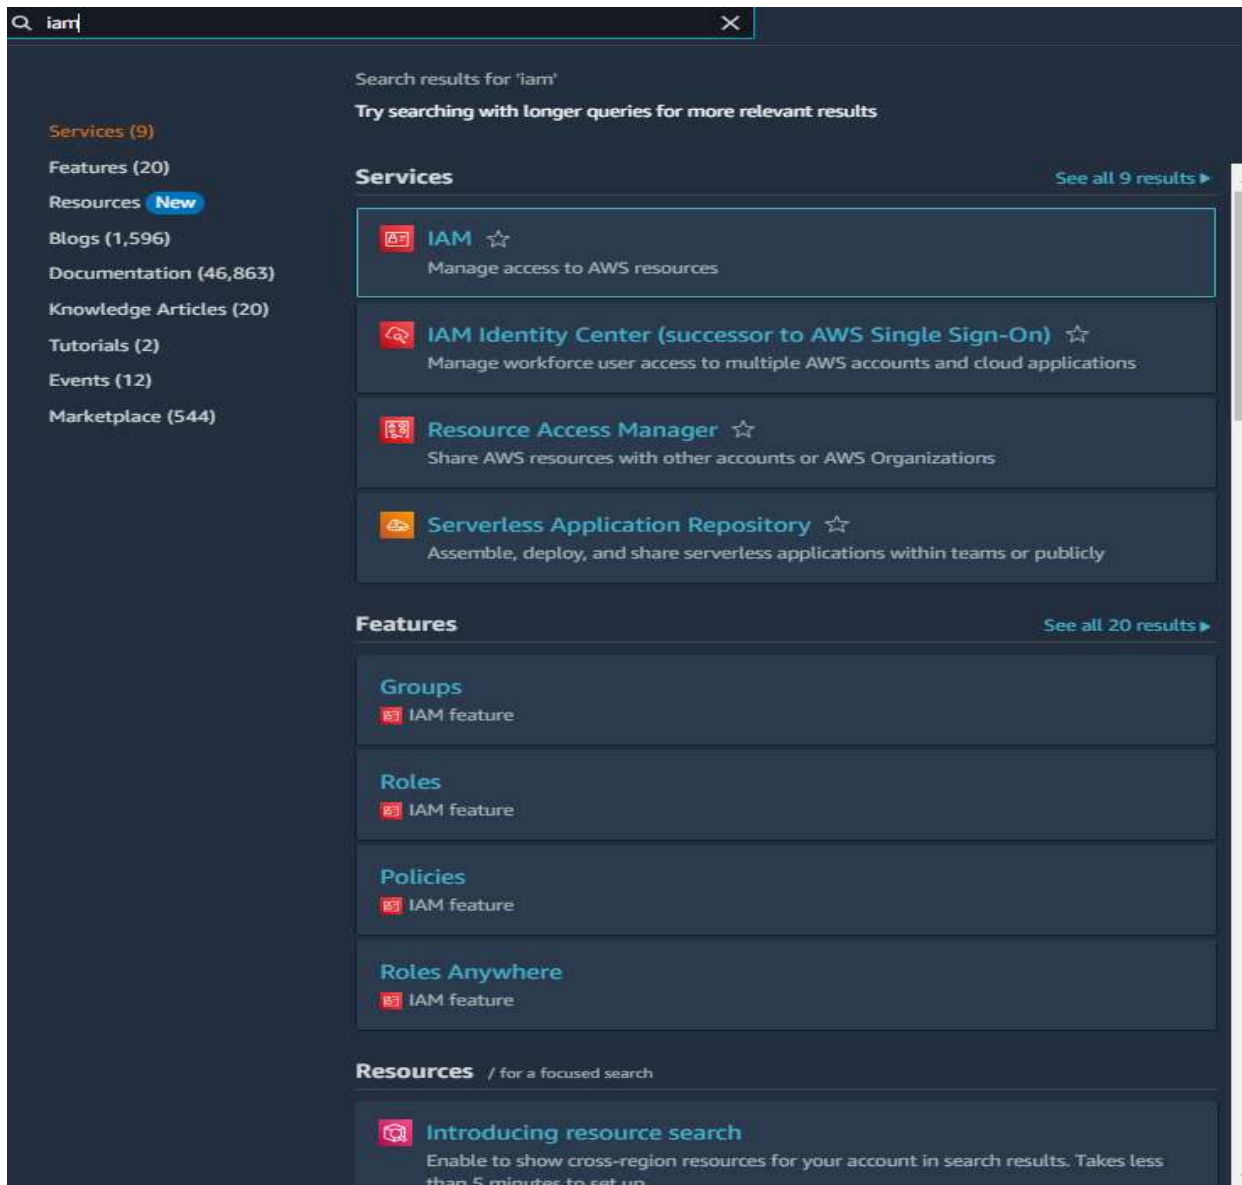 iam
Search results for 'iam'
Try searching with longer queries for more relevant results
Services (9)
Features (20)
Resources New
Blogs (1,596)
Documentation (46,863)
Knowledge Articles (20)
Tutorials (2)
Events (12)
Marketplace (544)
Services
See all 9 results
IAM
Manage access to AWS resources
IAM Identity Center (successor to AWS Single Sign-On)
Manage workforce user access to multiple AWS accounts and cloud applications
Resource Access Manager
Share AWS resources with other accounts or AWS Organizations
Serverless Application Repository
Assemble, deploy, and share serverless applications within teams or publicly
Features
See all 20 results
Groups
IAM feature
Roles
IAM feature
Policies
IAM feature
Roles Anywhere
IAM feature
Resources / for a focused search
Introducing resource search
Enable to show cross-region resources for your account in search results. Takes less
than 5 minutes to set up